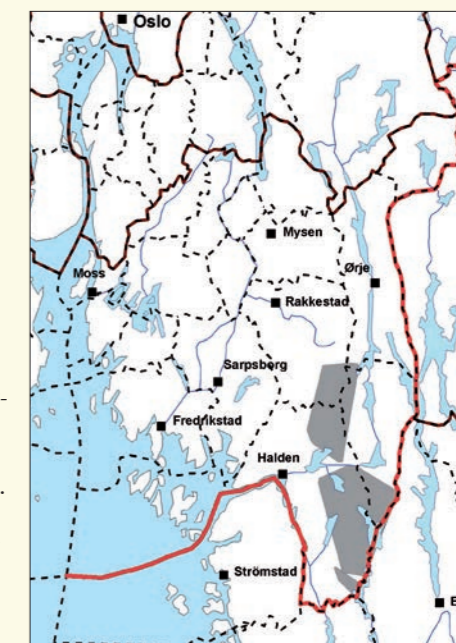 Oslo
Mysen
Ørje
Moss
Rakkestad
Sarpsborg
Fredrikstad
Halden
Strömstad